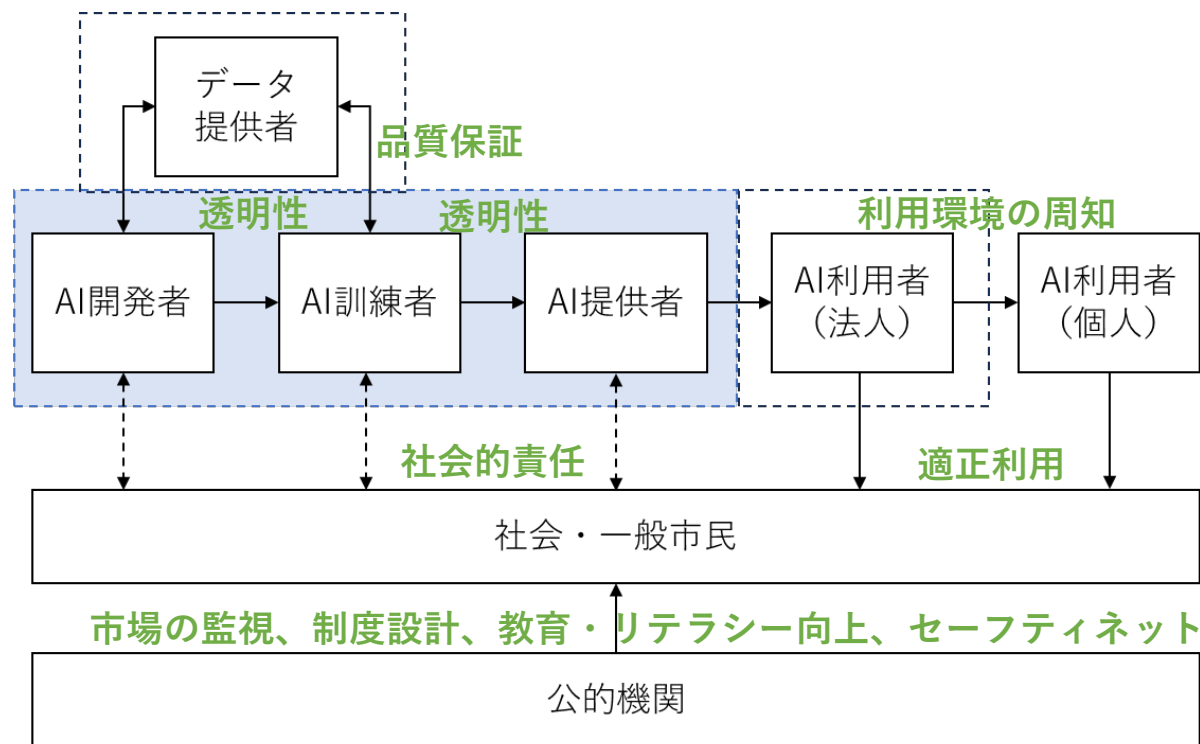 データ
提供者
品質保証
透明性
透明性
利用環境の周知
AI開発者
AI訓練者
AI提供者
AI利用者
（法人）
AI利用者
（個人）
社会的責任
適正利用
社会・一般市民
市場の監視、制度設計、教育・リテラシー向上、セーフティネット
公的機関